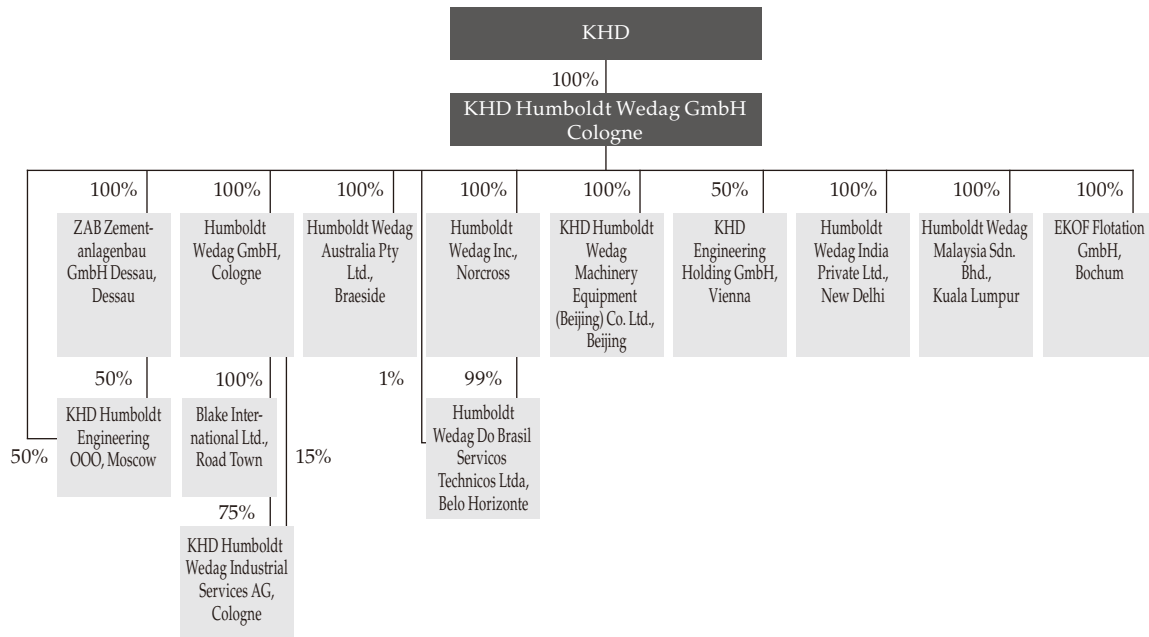 KHD
100%
KHD Humboldt Wedag GmbH
Cologne
100%
100%
100%
100%
100%
50%
100%
100%
100%
ZAB Zement-
anlagenbau
GmbH Dessau,
Dessau
Humboldt
Wedag GmbH,
Cologne
Humboldt Wedag
Australia Pty
Ltd.,
Braeside
Humboldt
Wedag Inc.,
Norcross
KHD Humboldt
Wedag
Machinery
Equipment
(Beijing) Co. Ltd.,
Beijing
KHD
Engineering
Holding GmbH,
Vienna
Humboldt
Wedag India
Private Ltd.,
New Delhi
Humboldt Wedag
Malaysia Sdn.
Bhd.,
Kuala Lumpur
EKOF Flotation
GmbH,
Bochum
50%
100%
1%
99%
KHD Humboldt
Engineering
OOO, Moscow
Blake Inter-
national Ltd.,
Road Town
Humboldt
Wedag Do Brasil
Servicos
Technicos Ltda,
Belo Horizonte
50%
15%
75%
KHD Humboldt
Wedag Industrial
Services AG,
Cologne